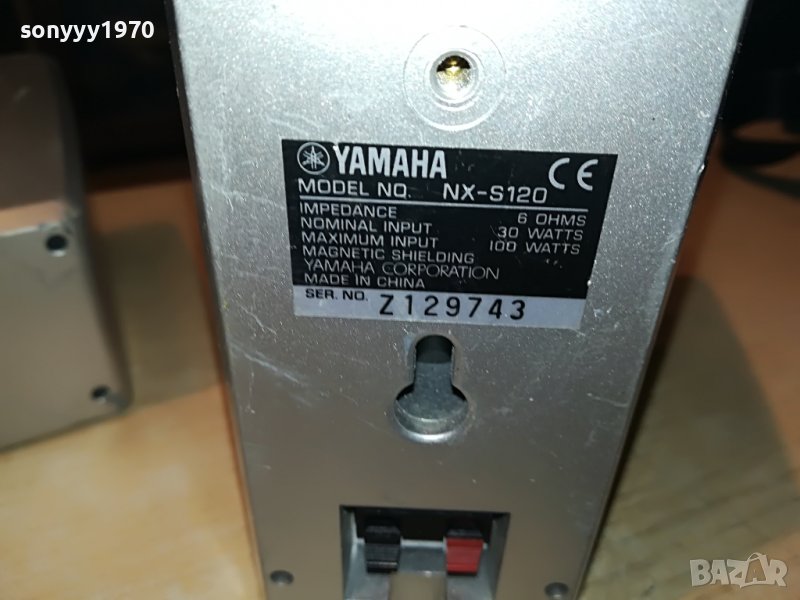 sonyyy1970
YAMAHA CE
MODEL NO. NX-S120
IMPEDANCE 6 OHMS
NOMINAL INPUT 30 WATTS
MAXIMUM INPUT 100 WATTS
MAGNETIC SHIELDING
YAMAHA CORPORATION
MADE IN CHINA
SER. NO. Z129743
BAZAR